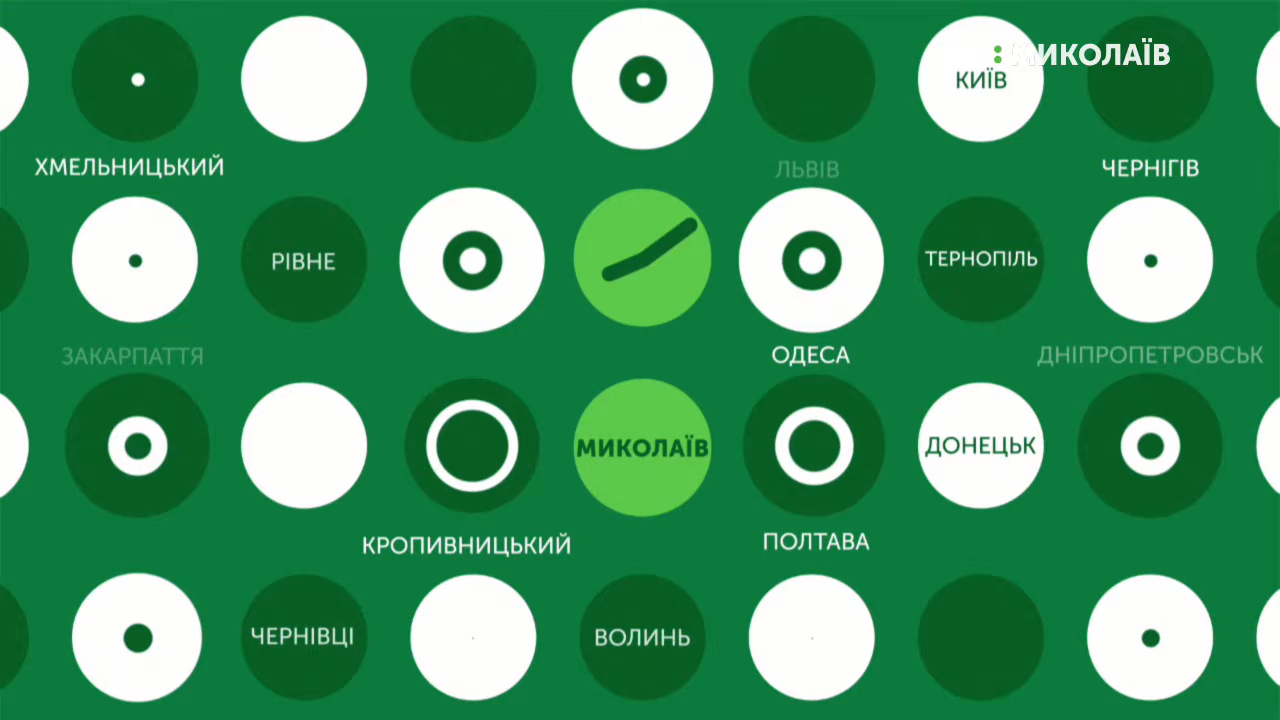 МИКОЛАЇВ
КИЇВ
ХМЕЛЬНИЦЬКИЙ
ЛЬВІВ
ЧЕРНІГІВ
РІВНЕ
ТЕРНОПІЛЬ
ЗАКАРПАТТЯ
ОДЕСА
ДНІПРОПЕТРОВСЬК
МИКОЛАЇВ
ДОНЕЦЬК
КРОПИВНИЦЬКИЙ
ПОЛТАВА
ЧЕРНІВЦІ
ВОЛИНЬ